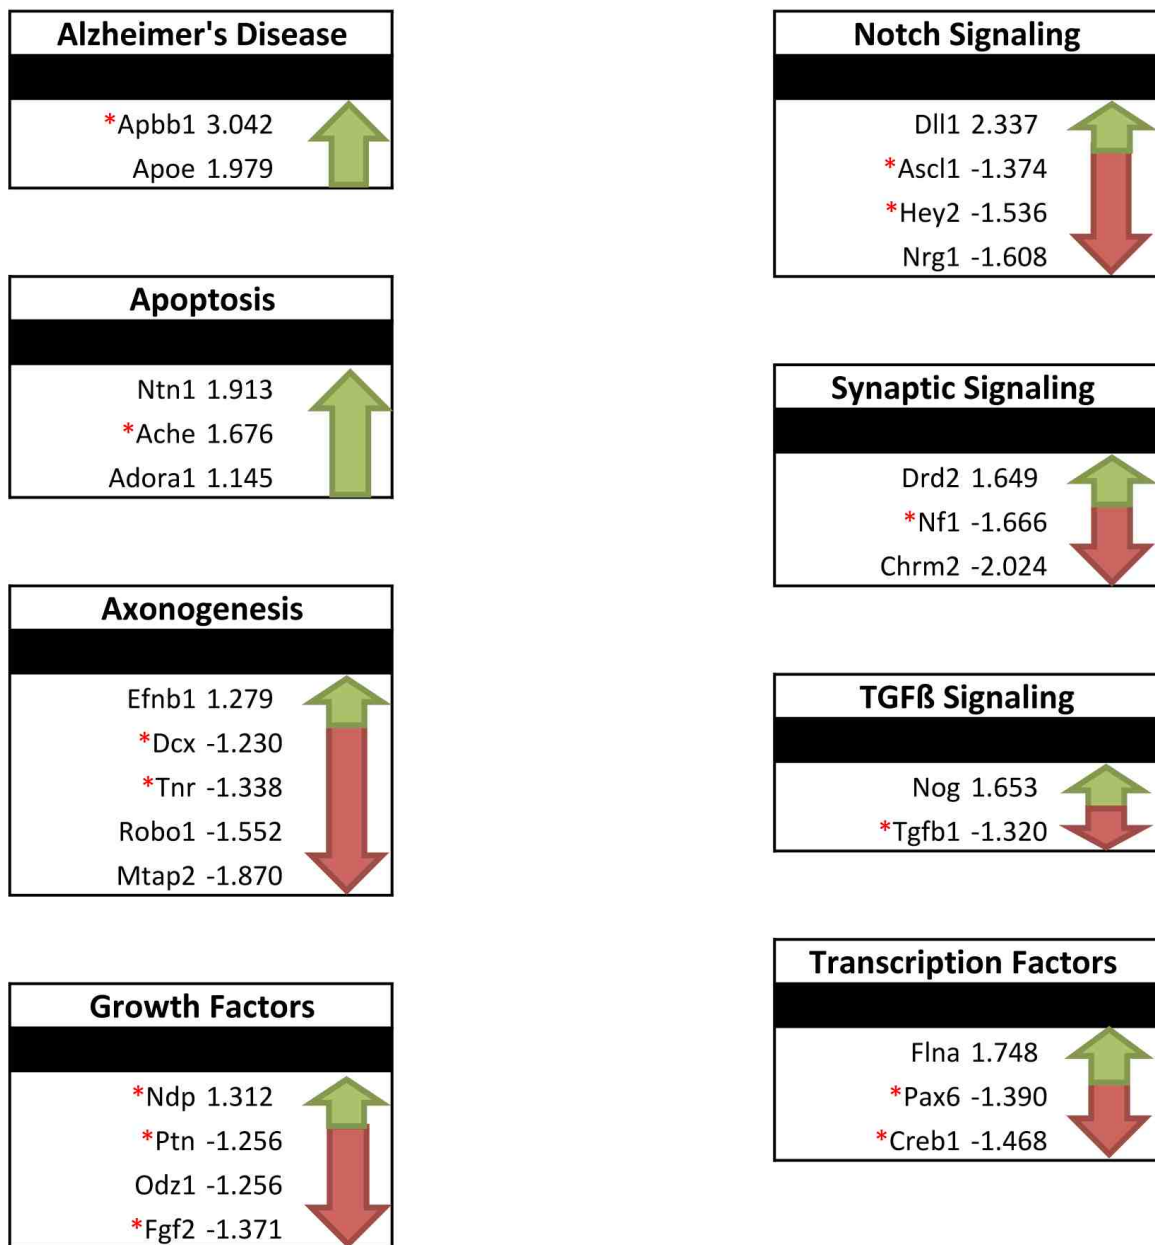 Alzheimer's Disease
*Apbb1 3.042
Apoe 1.979
Apoptosis
Ntn1 1.913
*Ache 1.676
Adora1 1.145
Axonogenesis
Efnb1 1.279
*Dcx -1.230
*Tnr -1.338
Robo1 -1.552
Mtap2 -1.870
Growth Factors
*Ndp 1.312
*Ptn -1.256
Odz1 -1.256
*Fgf2 -1.371
Notch Signaling
Dll1 2.337
*Ascl1 -1.374
*Hey2 -1.536
Nrg1 -1.608
Synaptic Signaling
Drd2 1.649
*Nf1 -1.666
Chrm2 -2.024
TGFß Signaling
Nog 1.653
*Tgfb1 -1.320
Transcription Factors
Flna 1.748
*Pax6 -1.390
*Creb1 -1.468